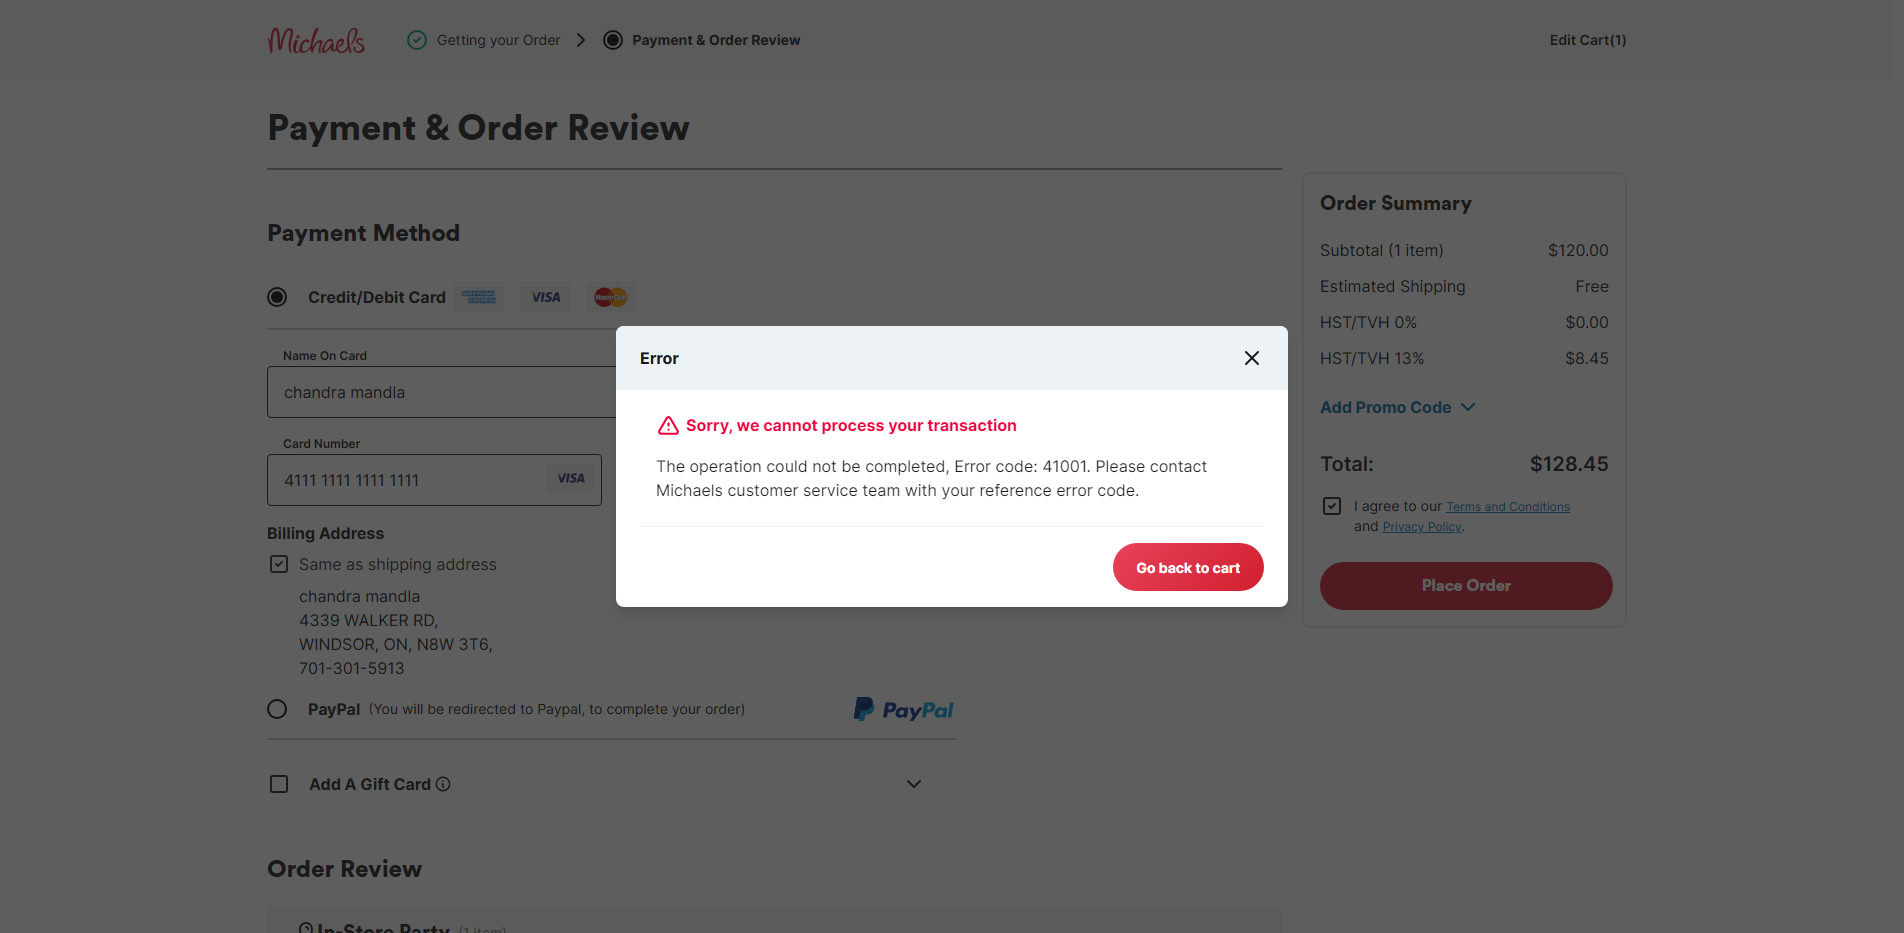 Michaels
Getting your Order
Payment & Order Review
Edit Cart(1)
Payment & Order Review
Payment Method
Credit/Debit Card
AMERICAN EXPRESS
VISA
MasterCard
Name On Card
chandra mandla
Card Number
4111 1111 1111 1111
VISA
Billing Address
Same as shipping address
chandra mandla
4339 WALKER RD,
WINDSOR, ON, N8W 3T6,
701-301-5913
PayPal (You will be redirected to Paypal, to complete your order)
PayPal
Add A Gift Card
Order Review
In-Store Party (1 item)
Error
Sorry, we cannot process your transaction
The operation could not be completed, Error code: 41001. Please contact
Michaels customer service team with your reference error code.
Go back to cart
Order Summary
Subtotal (1 item) $120.00
Estimated Shipping Free
HST/TVH 0% $0.00
HST/TVH 13% $8.45
Add Promo Code
Total: $128.45
I agree to our Terms and Conditions
and Privacy Policy.
Place Order